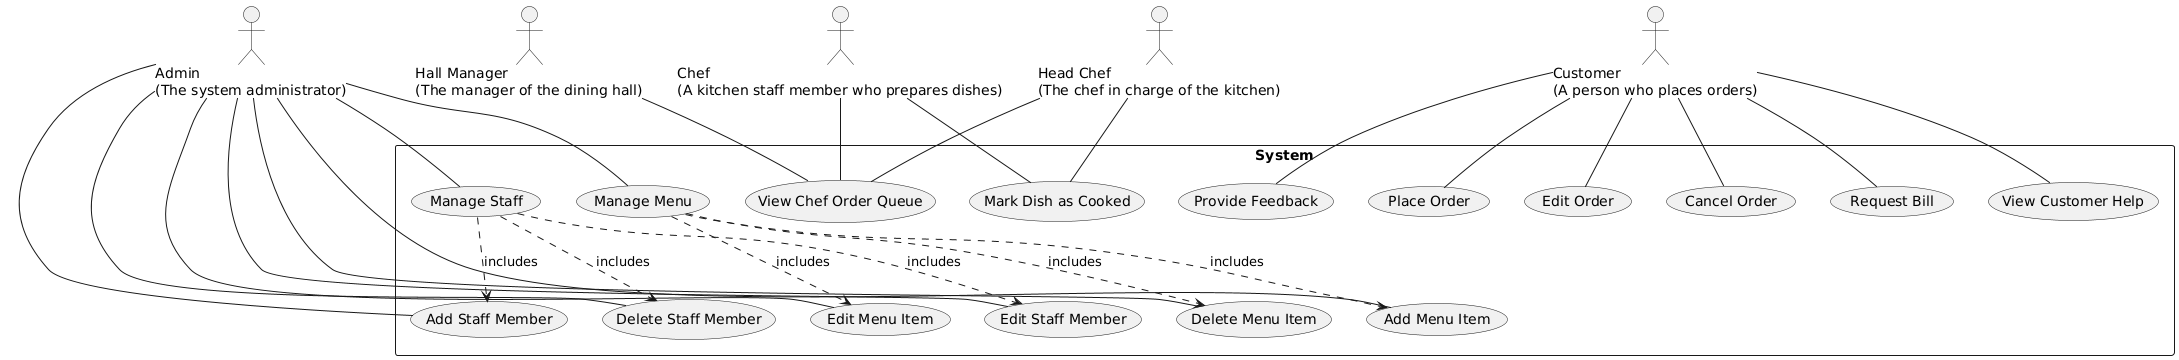 Admin
(The system administrator)
Hall Manager
(The manager of the dining hall)
Chef
(A kitchen staff member who prepares dishes)
Head Chef
(The chef in charge of the kitchen)
Customer
(A person who places orders)
System
Manage Staff
Manage Menu
View Chef Order Queue
Mark Dish as Cooked
Provide Feedback
Place Order
Edit Order
Cancel Order
Request Bill
View Customer Help
includes
includes
includes
includes
includes
includes
Add Staff Member
Delete Staff Member
Edit Menu Item
Edit Staff Member
Delete Menu Item
Add Menu Item